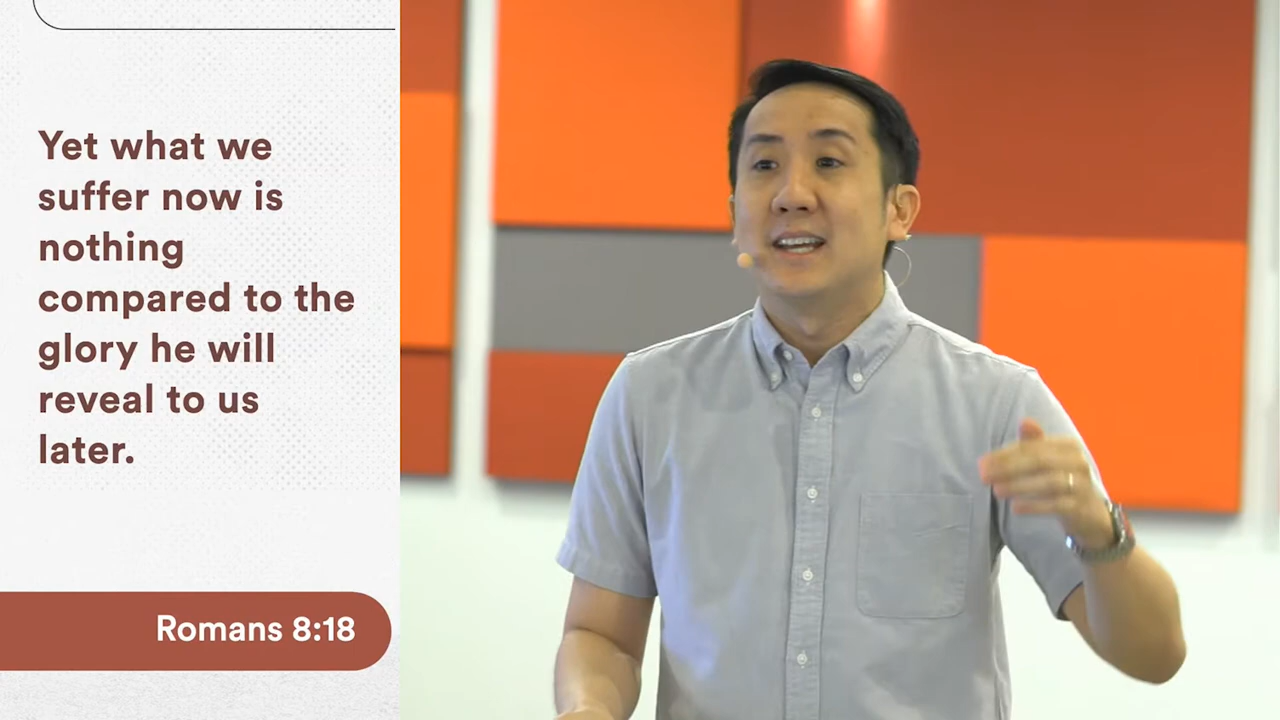 Yet what we
suffer now is
nothing
compared to the
glory he will
reveal to us
later.
Romans 8:18